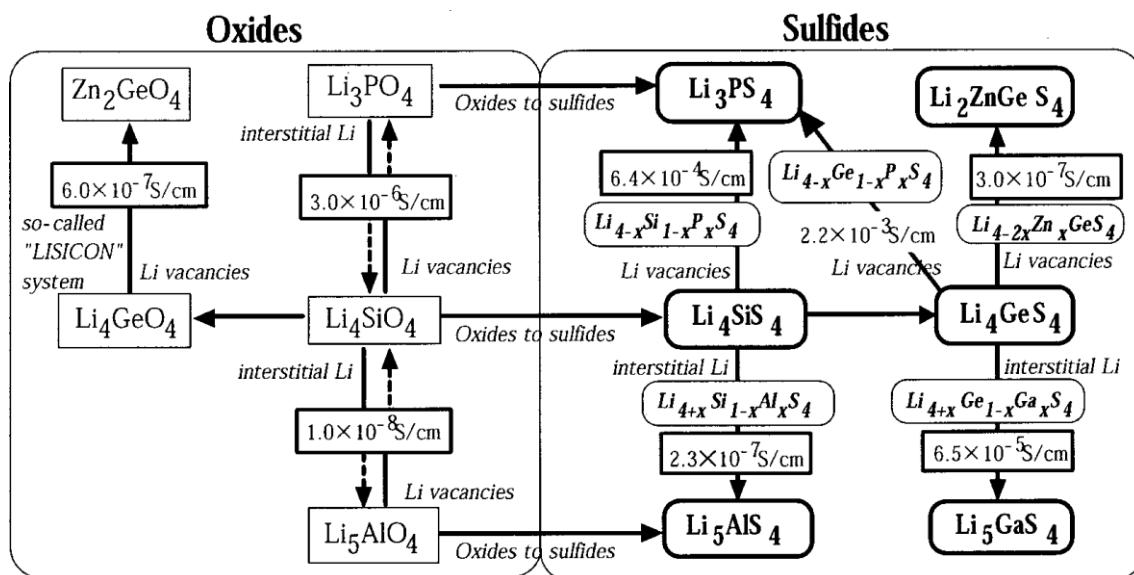 Oxides
Sulfides
Zn₂GeO₄
Li₃PO₄
Oxides to sulfides
Li₃PS₄
Li₂ZnGe S₄
interstitial Li
6.0×10⁻⁷S/cm
3.0×10⁻⁶S/cm
6.4×10⁻⁴S/cm
Li₄₋ₓGe₁₋ₓPₓS₄
3.0×10⁻⁷S/cm
so-called
"LISICON"
system
Li₄₋ₓSi₁₋ₓPₓS₄
2.2×10⁻³S/cm
Li₄₋₂ₓZnₓGeS₄
Li vacancies
Li vacancies
Li vacancies
Li vacancies
Li vacancies
Li₄GeO₄
Li₄SiO₄
Oxides to sulfides
Li₄SiS₄
Li₄GeS₄
interstitial Li
interstitial Li
interstitial Li
Li₄₊ₓSi₁₋ₓAlₓS₄
Li₄₊ₓ Ge₁₋ₓGaₓS₄
1.0×10⁻⁸S/cm
2.3×10⁻⁷S/cm
6.5×10⁻⁵S/cm
Li vacancies
Li₅AlO₄
Oxides to sulfides
Li₅AlS₄
Li₅GaS₄